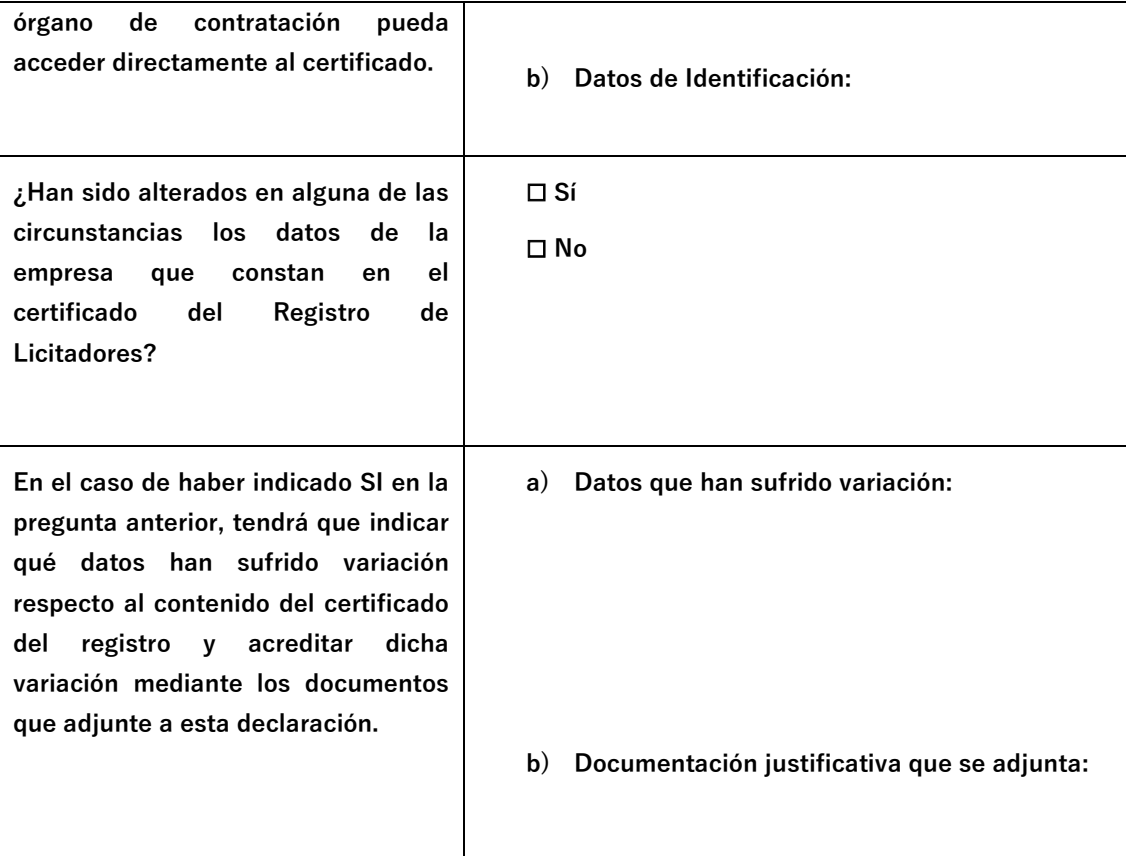 órgano de contratación pueda
acceder directamente al certificado.
b) Datos de Identificación:
¿Han sido alterados en alguna de las
circunstancias los datos de la
empresa que constan en el
certificado del Registro de
Licitadores?
☐ Sí
☐ No
En el caso de haber indicado SI en la
pregunta anterior, tendrá que indicar
qué datos han sufrido variación
respecto al contenido del certificado
del registro y acreditar dicha
variación mediante los documentos
que adjunte a esta declaración.
a) Datos que han sufrido variación:
b) Documentación justificativa que se adjunta: